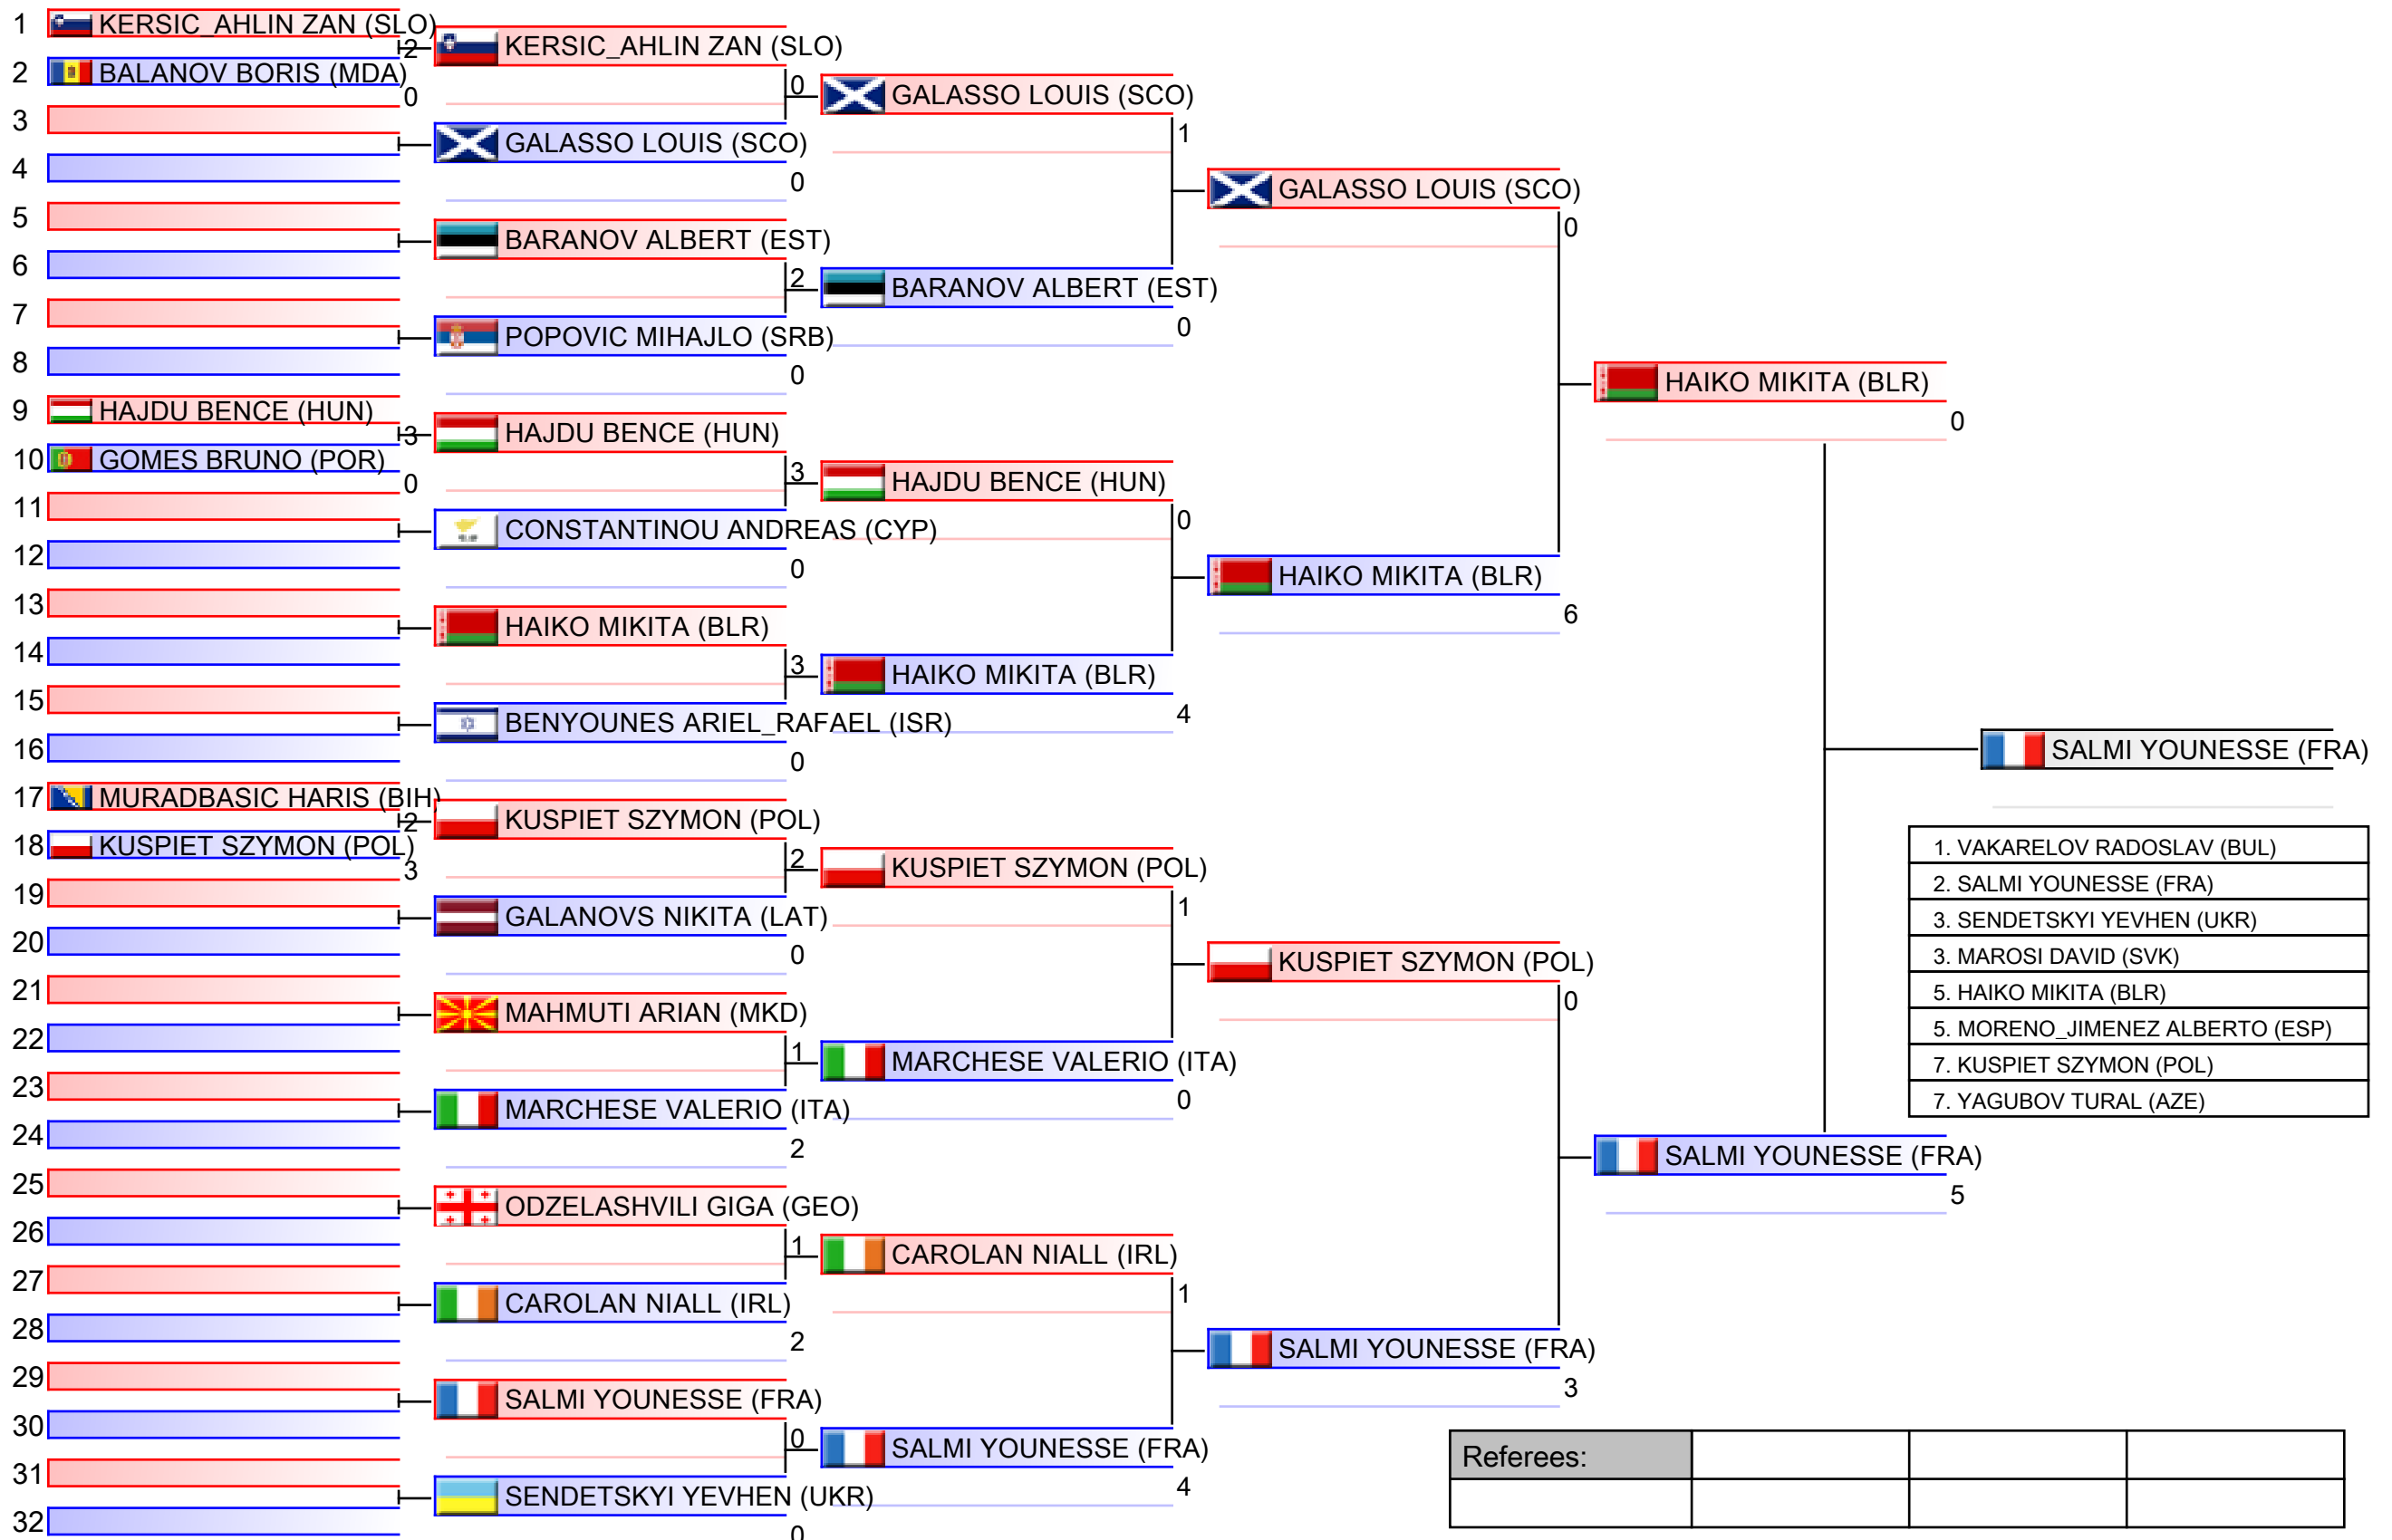 1 KERSIC_AHLIN ZAN (SLO)
2
2 BALANOV BORIS (MDA)
0
3
4
5
6
7
8
9 HAJDU BENCE (HUN)
3
10 GOMES BRUNO (POR)
0
11
12
13
14
15
16
17 MURADBASIC HARIS (BIH)
2
18 KUSPIET SZYMON (POL)
3
19
20
21
22
23
24
25
26
27
28
29
30
31
32
KERSIC_AHLIN ZAN (SLO)
0
GALASSO LOUIS (SCO)
0
BARANOV ALBERT (EST)
2
POPOVIC MIHAJLO (SRB)
0
HAJDU BENCE (HUN)
3
CONSTANTINOU ANDREAS (CYP)
0
HAIKO MIKITA (BLR)
3
BENYOUNES ARIEL_RAFAEL (ISR)
0
KUSPIET SZYMON (POL)
2
GALANOVS NIKITA (LAT)
0
MAHMUTI ARIAN (MKD)
1
MARCHESE VALERIO (ITA)
2
ODZELASHVILI GIGA (GEO)
1
CAROLAN NIALL (IRL)
2
SALMI YOUNESSE (FRA)
0
SENDETSKYI YEVHEN (UKR)
0
GALASSO LOUIS (SCO)
1
BARANOV ALBERT (EST)
0
HAJDU BENCE (HUN)
0
HAIKO MIKITA (BLR)
4
KUSPIET SZYMON (POL)
1
MARCHESE VALERIO (ITA)
0
CAROLAN NIALL (IRL)
1
SALMI YOUNESSE (FRA)
4
GALASSO LOUIS (SCO)
0
HAIKO MIKITA (BLR)
6
KUSPIET SZYMON (POL)
0
SALMI YOUNESSE (FRA)
3
HAIKO MIKITA (BLR)
0
SALMI YOUNESSE (FRA)
5
SALMI YOUNESSE (FRA)
1. VAKARELOV RADOSLAV (BUL)
2. SALMI YOUNESSE (FRA)
3. SENDETSKYI YEVHEN (UKR)
3. MAROSI DAVID (SVK)
5. HAIKO MIKITA (BLR)
5. MORENO_JIMENEZ ALBERTO (ESP)
7. KUSPIET SZYMON (POL)
7. YAGUBOV TURAL (AZE)
Referees: